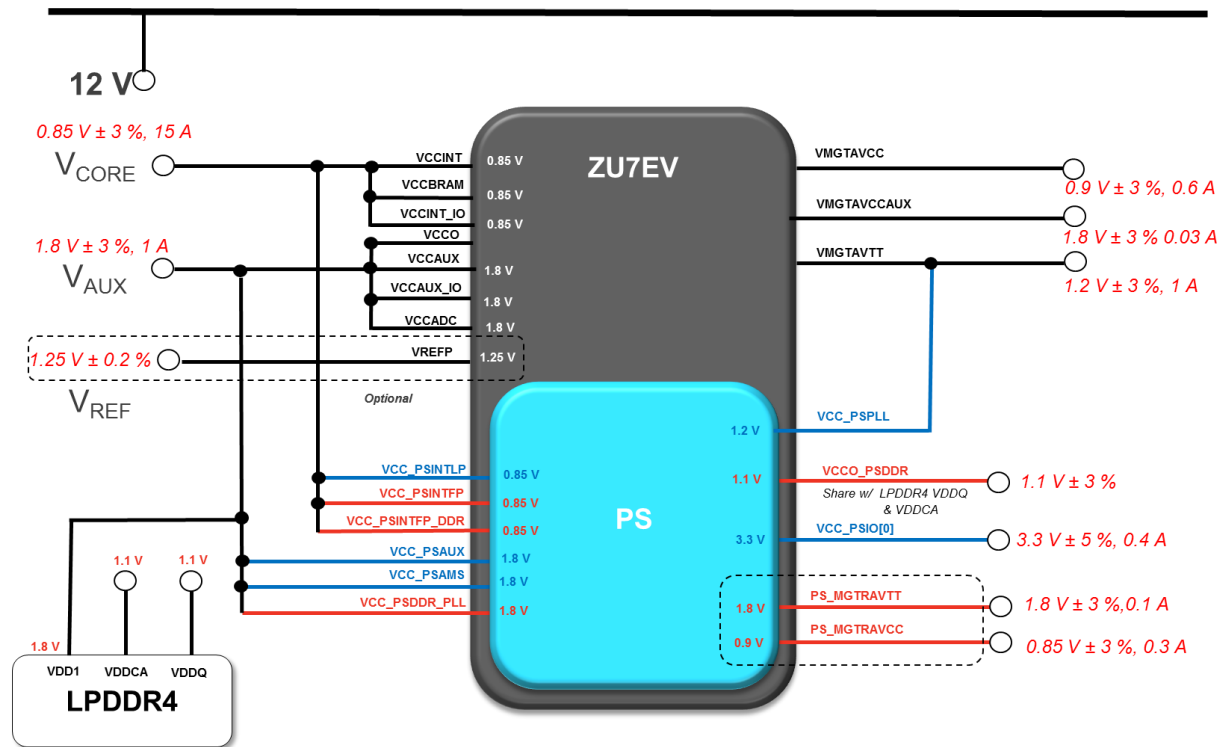 12 V
0.85 V ± 3 %, 15 A
VCORE
1.8 V ± 3 %, 1 A
VAUX
1.25 V ± 0.2 %
VREF
Optional
VCCINT
VCCBRAM
VCCINT_IO
VCCO
VCCAUX
VCCAUX_IO
VCCADC
VREFP
0.85 V
0.85 V
0.85 V
1.8 V
1.8 V
1.8 V
1.25 V
ZU7EV
VMGTAVCC
0.9 V ± 3 %, 0.6 A
VMGTAVCCAUX
1.8 V ± 3 % 0.03 A
VMGTAVTT
1.2 V ± 3 %, 1 A
VCC_PSINTLP
VCC_PSINTFP
VCC_PSINTFP_DDR
VCC_PSAUX
VCC_PSAMS
VCC_PSDDR_PLL
0.85 V
0.85 V
0.85 V
1.8 V
1.8 V
1.8 V
PS
1.2 V
1.1 V
3.3 V
1.8 V
0.9 V
VCC_PSPLL
VCCO_PSDDR
1.1 V ± 3 %
Share w/ LPDDR4 VDDQ
& VDDCA
VCC_PSIO[0]
3.3 V ± 5 %, 0.4 A
PS_MGTRAVTT
1.8 V ± 3 %,0.1 A
PS_MGTRAVCC
0.85 V ± 3 %, 0.3 A
1.1 V
1.1 V
1.8 V
VDD1
VDDCA
VDDQ
LPDDR4